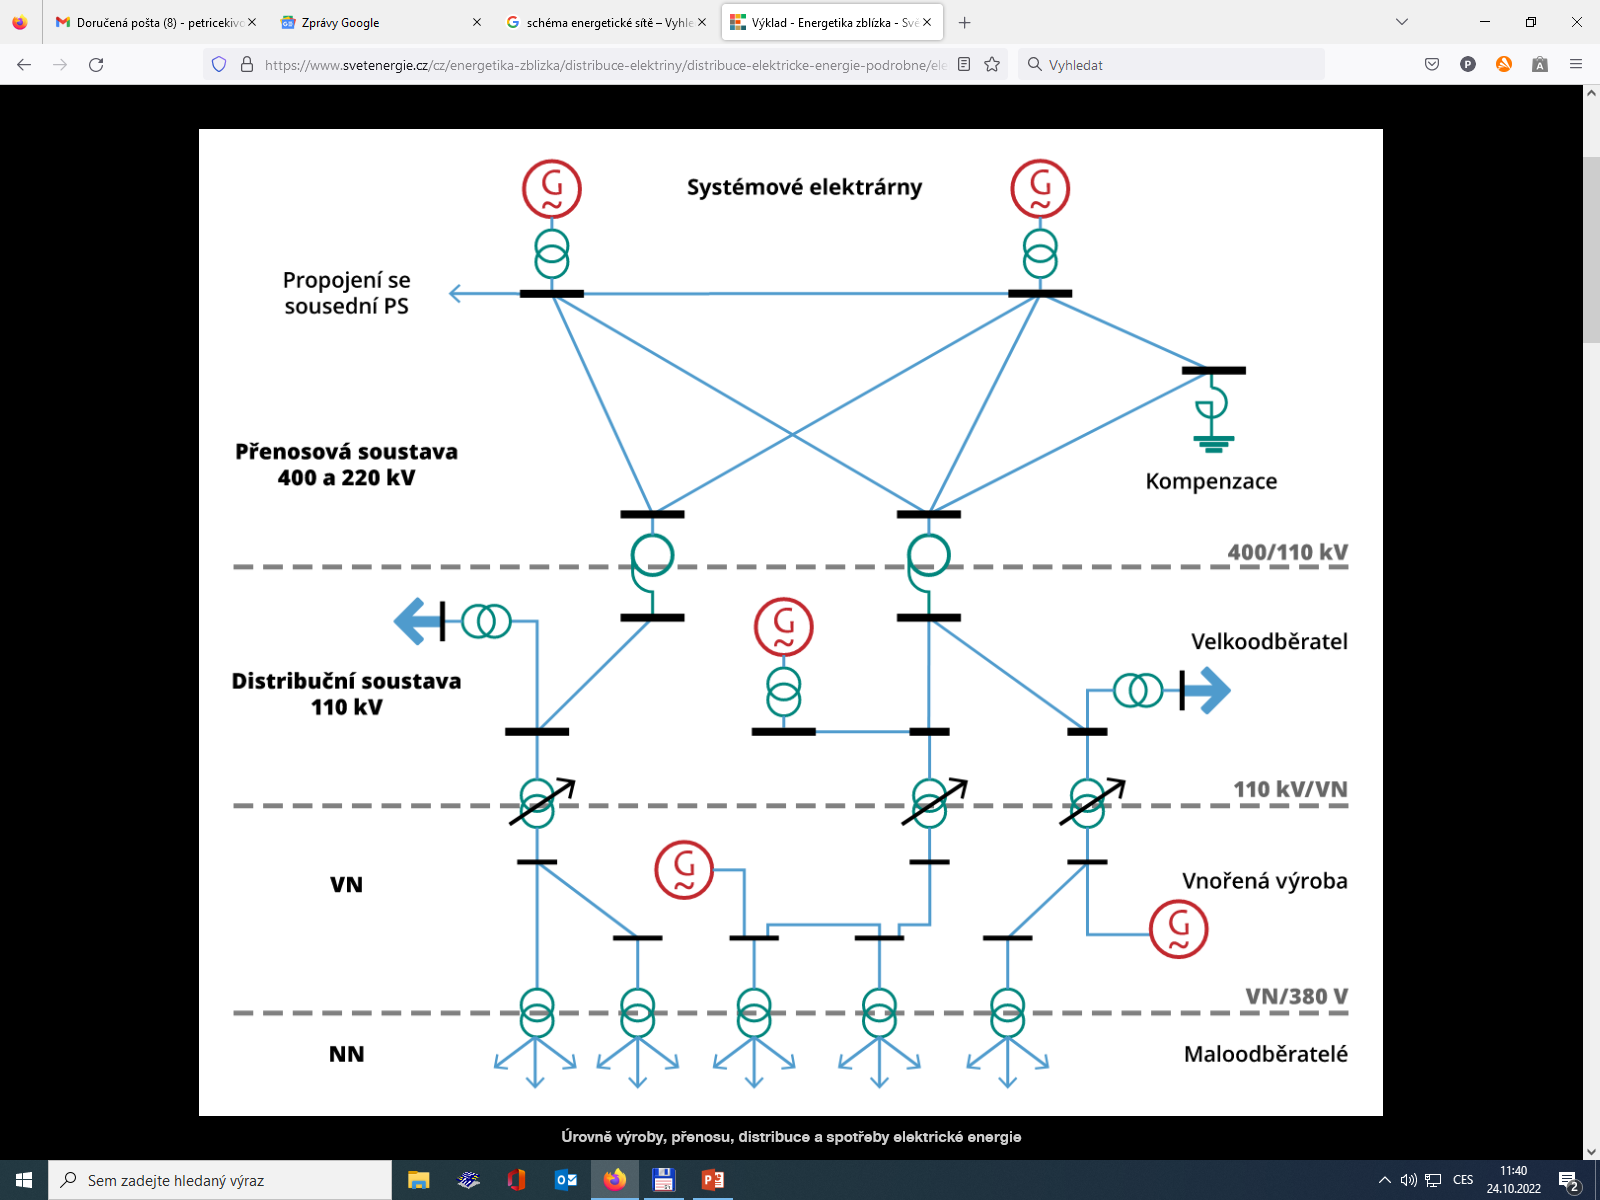 Doručená pošta (8) - petricekivo
Zprávy Google
schéma energetické sítě – Vyhle
Výklad - Energetika zblízka - Své
https://www.svetenergie.cz/cz/energetika-zblizka/distribuce-elektriny/distribuce-elektricke-energie-podrobne/ele
Vyhledat
G
Systémové elektrárny
G
Propojení se
sousední PS
Přenosová soustava
400 a 220 kV
Kompenzace
400/110 kV
G
Velkoodběratel
Distribuční soustava
110 kV
110 kV/VN
G
VN
Vnořená výroba
G
VN/380 V
NN
Maloodběratelé
Úrovně výroby, přenosu, distribuce a spotřeby elektrické energie
Sem zadejte hledaný výraz
CES
11:40
24.10.2022
2